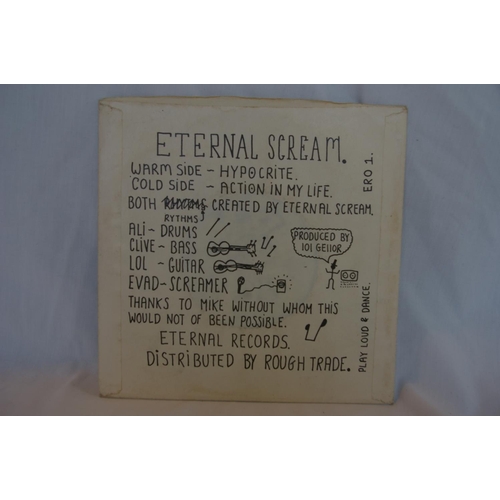 ETERNAL SCREAM.
WARM SIDE - HYPOCRITE.
COLD SIDE - ACTION IN MY LIFE.
BOTH CREATED BY ETERNAL SCREAM.
RYTHMS
ALI - DRUMS
CLIVE - BASS
LOL - GUITAR
EVAD - SCREAMER
PRODUCED BY
THANKS TO MIKE WITHOUT WHOM THIS
WOULD NOT OF BEEN POSSIBLE.
ETERNAL RECORDS.
DISTRIBUTED BY ROUGH TRADE.
ERO 1.
PLAY LOUD & DANCE.